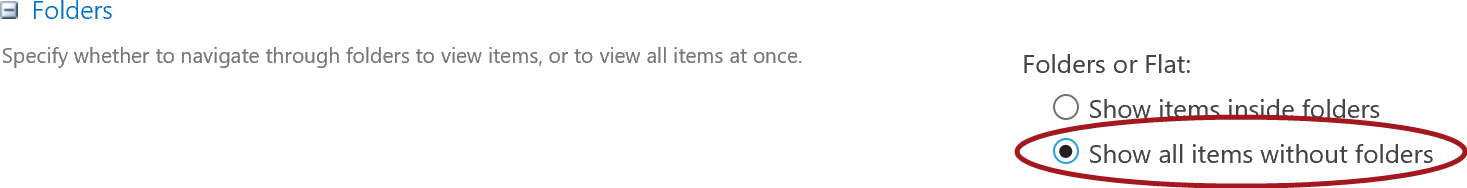 Folders
Specify whether to navigate through folders to view items, or to view all items at once.
Folders or Flat:
Show items inside folders
Show all items without folders